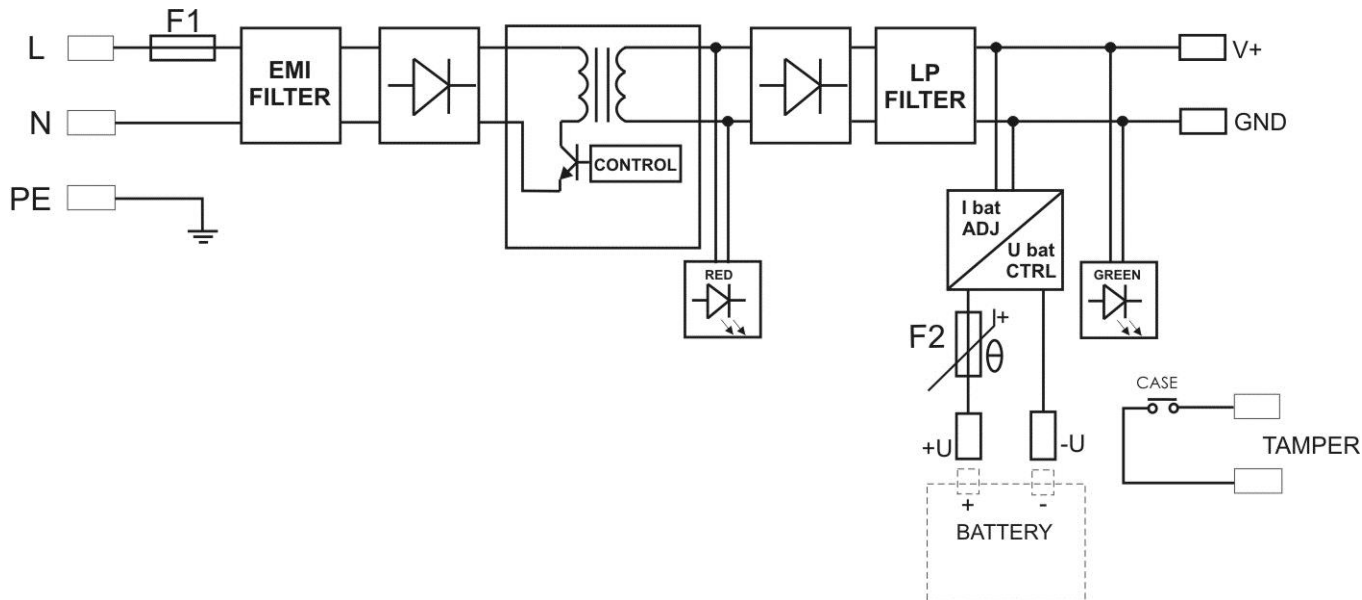 L
F1
EMI
FILTER
LP
FILTER
V+
N
GND
CONTROL
PE
I bat
ADJ
U bat
CTRL
RED
GREEN
F2
I+
θ
CASE
+U
-U
TAMPER
+
-
BATTERY